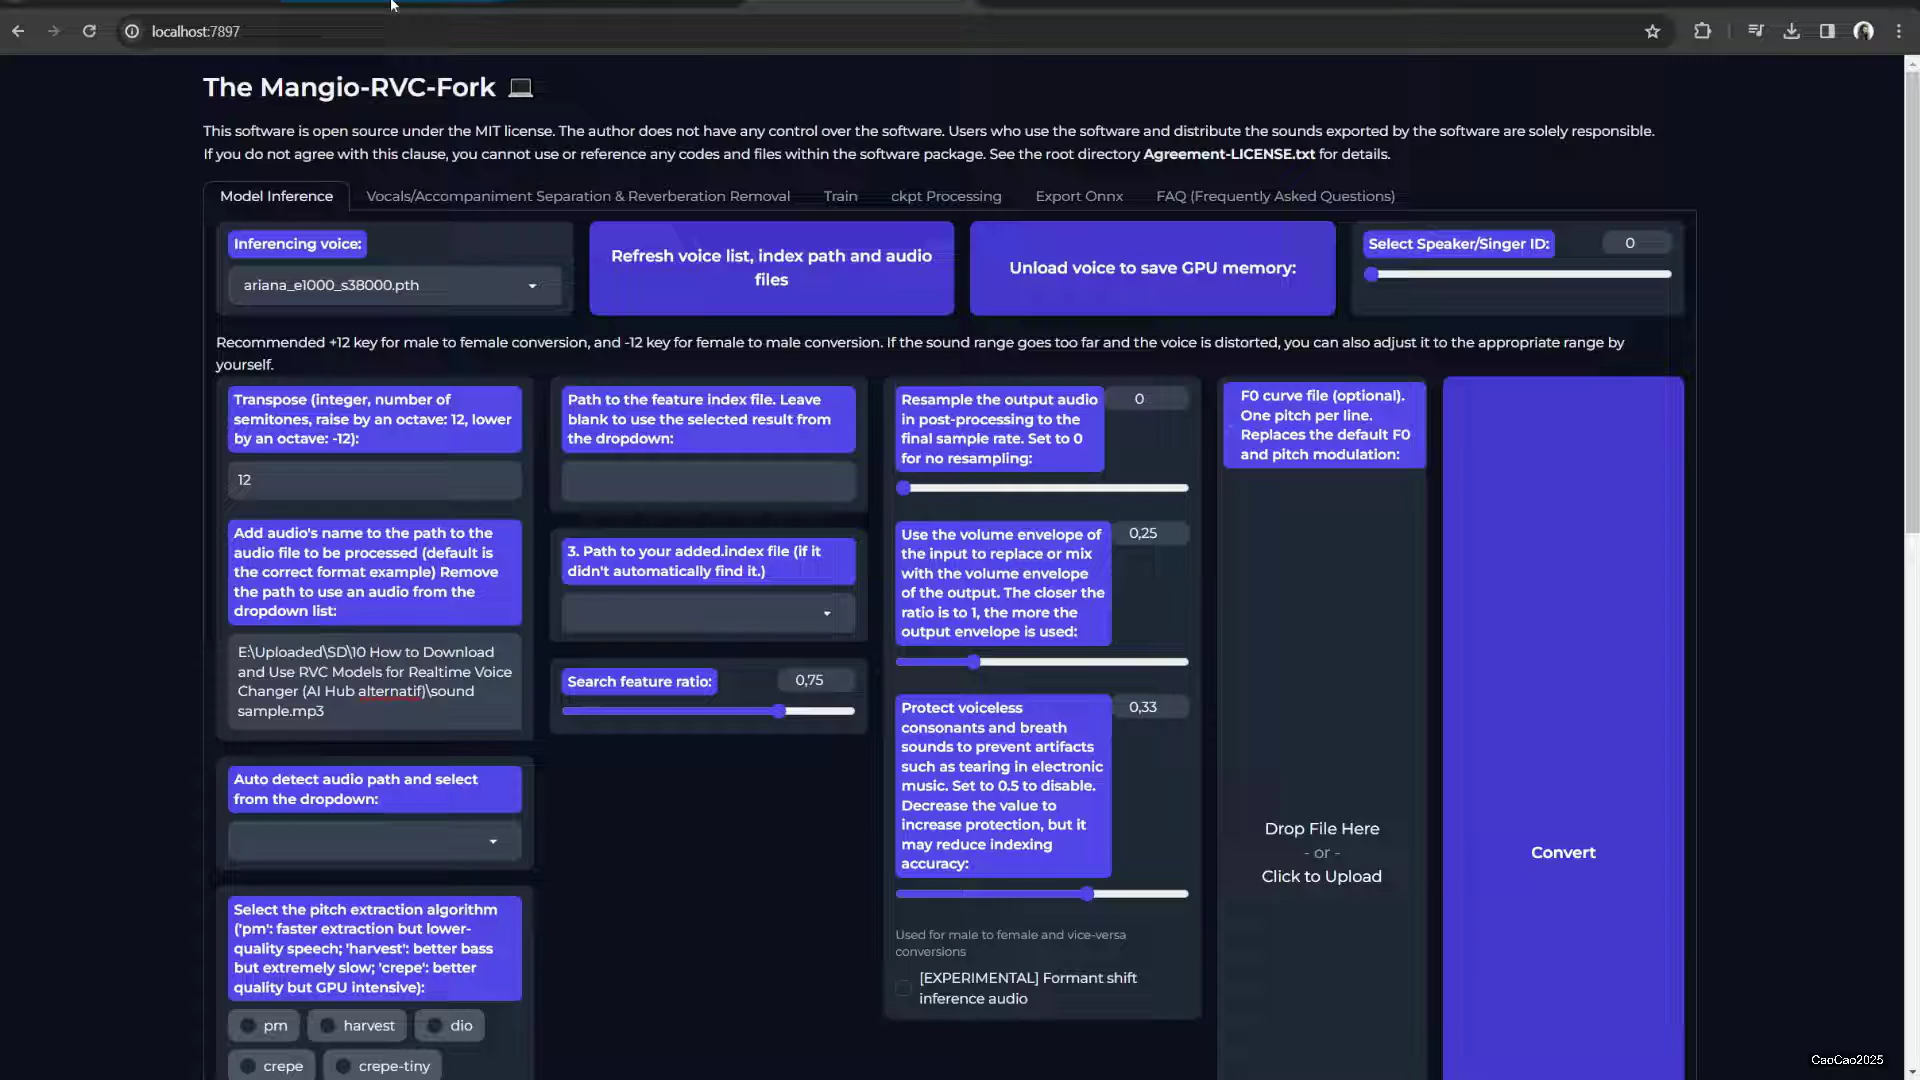 localhost:7897
The Mangio-RVC-Fork 💻
This software is open source under the MIT license. The author does not have any control over the software. Users who use the software and distribute the sounds exported by the software are solely responsible.
If you do not agree with this clause, you cannot use or reference any codes and files within the software package. See the root directory Agreement-LICENSE.txt for details.
Model Inference
Vocals/Accompaniment Separation & Reverberation Removal
Train
ckpt Processing
Export Onnx
FAQ (Frequently Asked Questions)
Inferencing voice:
ariana_e1000_s38000.pth
Refresh voice list, index path and audio
files
Unload voice to save GPU memory:
Select Speaker/Singer ID:
0
Recommended +12 key for male to female conversion, and -12 key for female to male conversion. If the sound range goes too far and the voice is distorted, you can also adjust it to the appropriate range by
yourself.
Transpose (integer, number of
semitones, raise by an octave: 12, lower
by an octave: -12):
12
Add audio's name to the path to the
audio file to be processed (default is
the correct format example) Remove
the path to use an audio from the
dropdown list:
E:\Uploaded\SD\10 How to Download
and Use RVC Models for Realtime Voice
Changer (AI Hub alternatif)\sound
sample.mp3
Auto detect audio path and select
from the dropdown:
Select the pitch extraction algorithm
('pm': faster extraction but lower-
quality speech; 'harvest': better bass
but extremely slow; 'crepe': better
quality but GPU intensive):
pm
harvest
dio
crepe
crepe-tiny
Path to the feature index file. Leave
blank to use the selected result from
the dropdown:
3. Path to your added.index file (if it
didn't automatically find it.)
Search feature ratio:
0,75
Resample the output audio
in post-processing to the
final sample rate. Set to 0
for no resampling:
0
Use the volume envelope of
the input to replace or mix
with the volume envelope
of the output. The closer the
ratio is to 1, the more the
output envelope is used:
0,25
Protect voiceless
consonants and breath
sounds to prevent artifacts
such as tearing in electronic
music. Set to 0.5 to disable.
Decrease the value to
increase protection, but it
may reduce indexing
accuracy:
0,33
Used for male to female and vice-versa
conversions
[EXPERIMENTAL] Formant shift
inference audio
F0 curve file (optional).
One pitch per line.
Replaces the default F0
and pitch modulation:
Drop File Here
- or -
Click to Upload
Convert
CaoCao2025